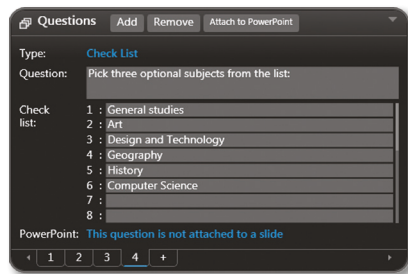 Questions Add Remove Attach to PowerPoint
Type: Check List
Question: Pick three optional subjects from the list:
Check list: 1 : General studies
2 : Art
3 : Design and Technology
4 : Geography
5 : History
6 : Computer Science
7 :
8 :
PowerPoint: This question is not attached to a slide
1 2 3 4 +